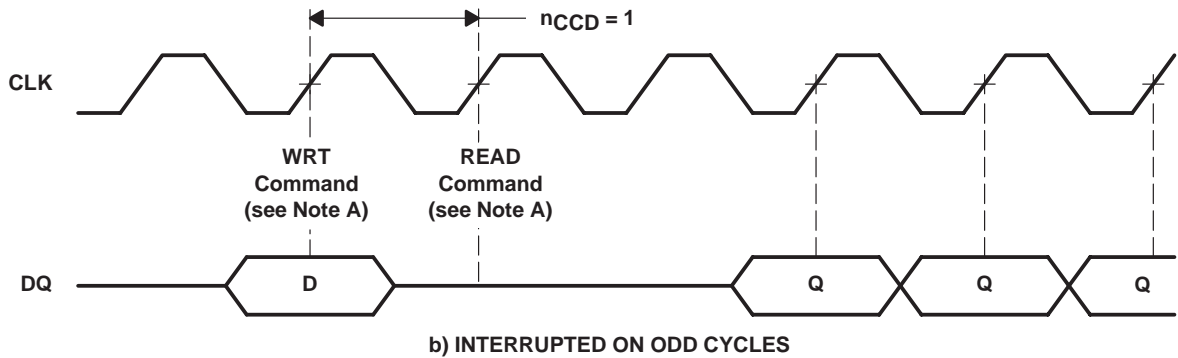 nCCD = 1
CLK
WRT
Command
(see Note A)
READ
Command
(see Note A)
DQ
D
Q
Q
Q
b) INTERRUPTED ON ODD CYCLES